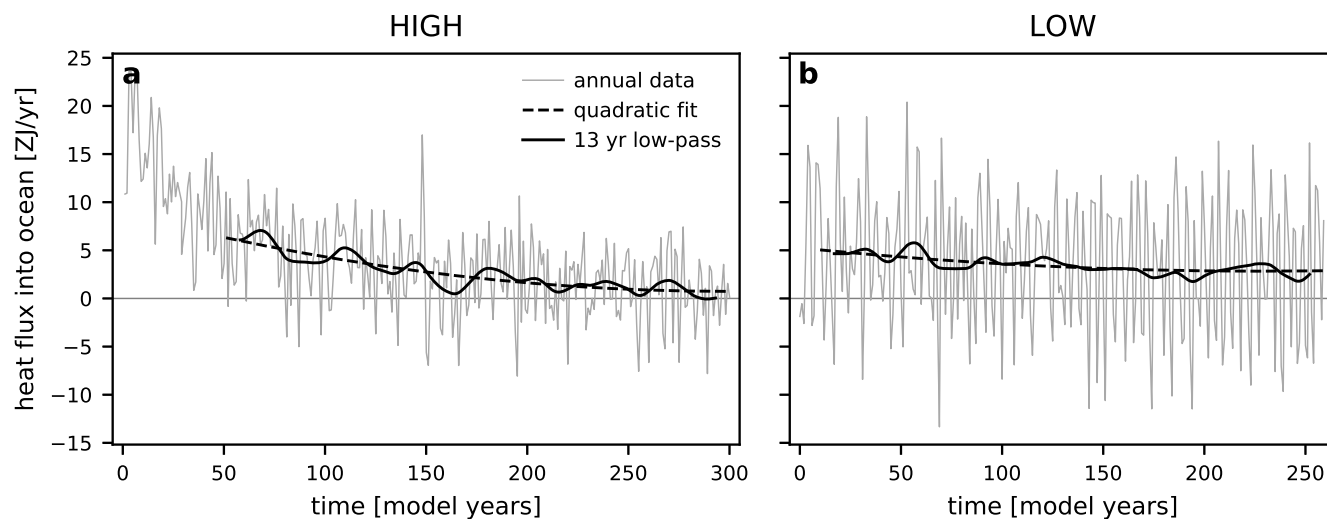 HIGH
LOW
a
b
annual data
quadratic fit
13 yr low-pass
heat flux into ocean [ZJ/yr]
25
20
15
10
5
0
−5
−10
−15
0 50 100 150 200 250 300
0 50 100 150 200 250
time [model years]
time [model years]